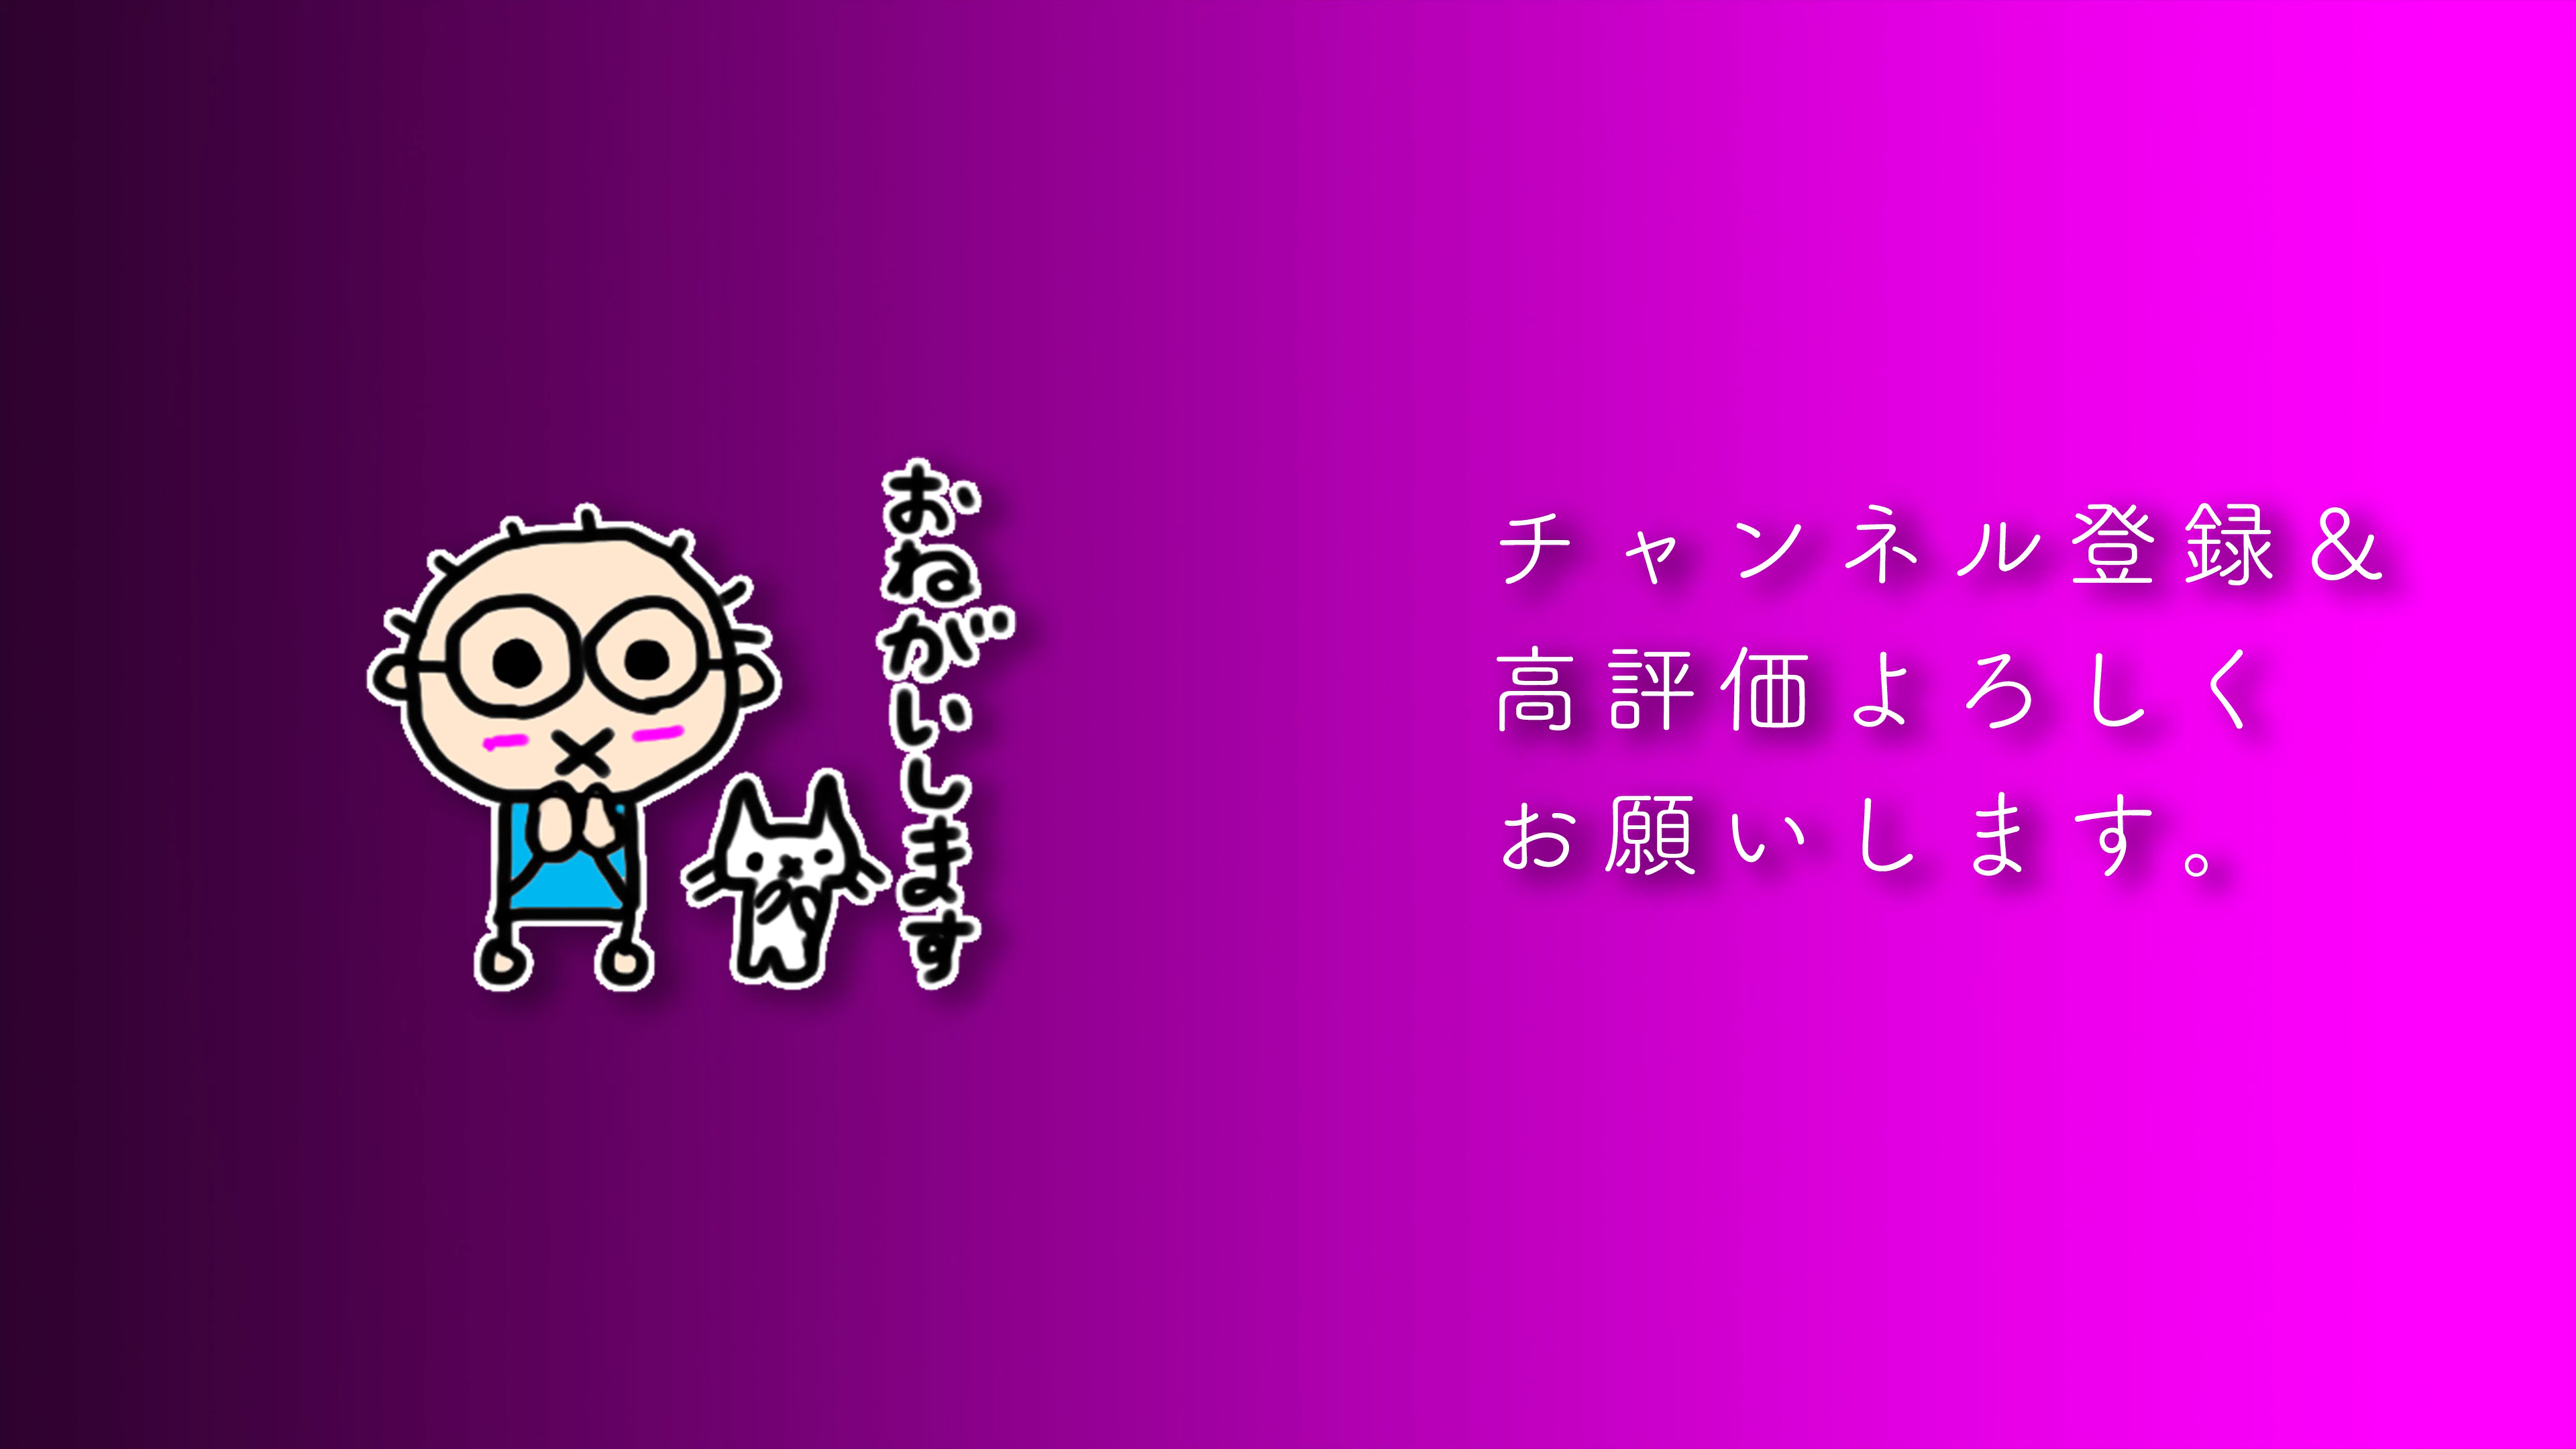 おねがいします
チャンネル登録＆
高評価よろしく
お願いします。